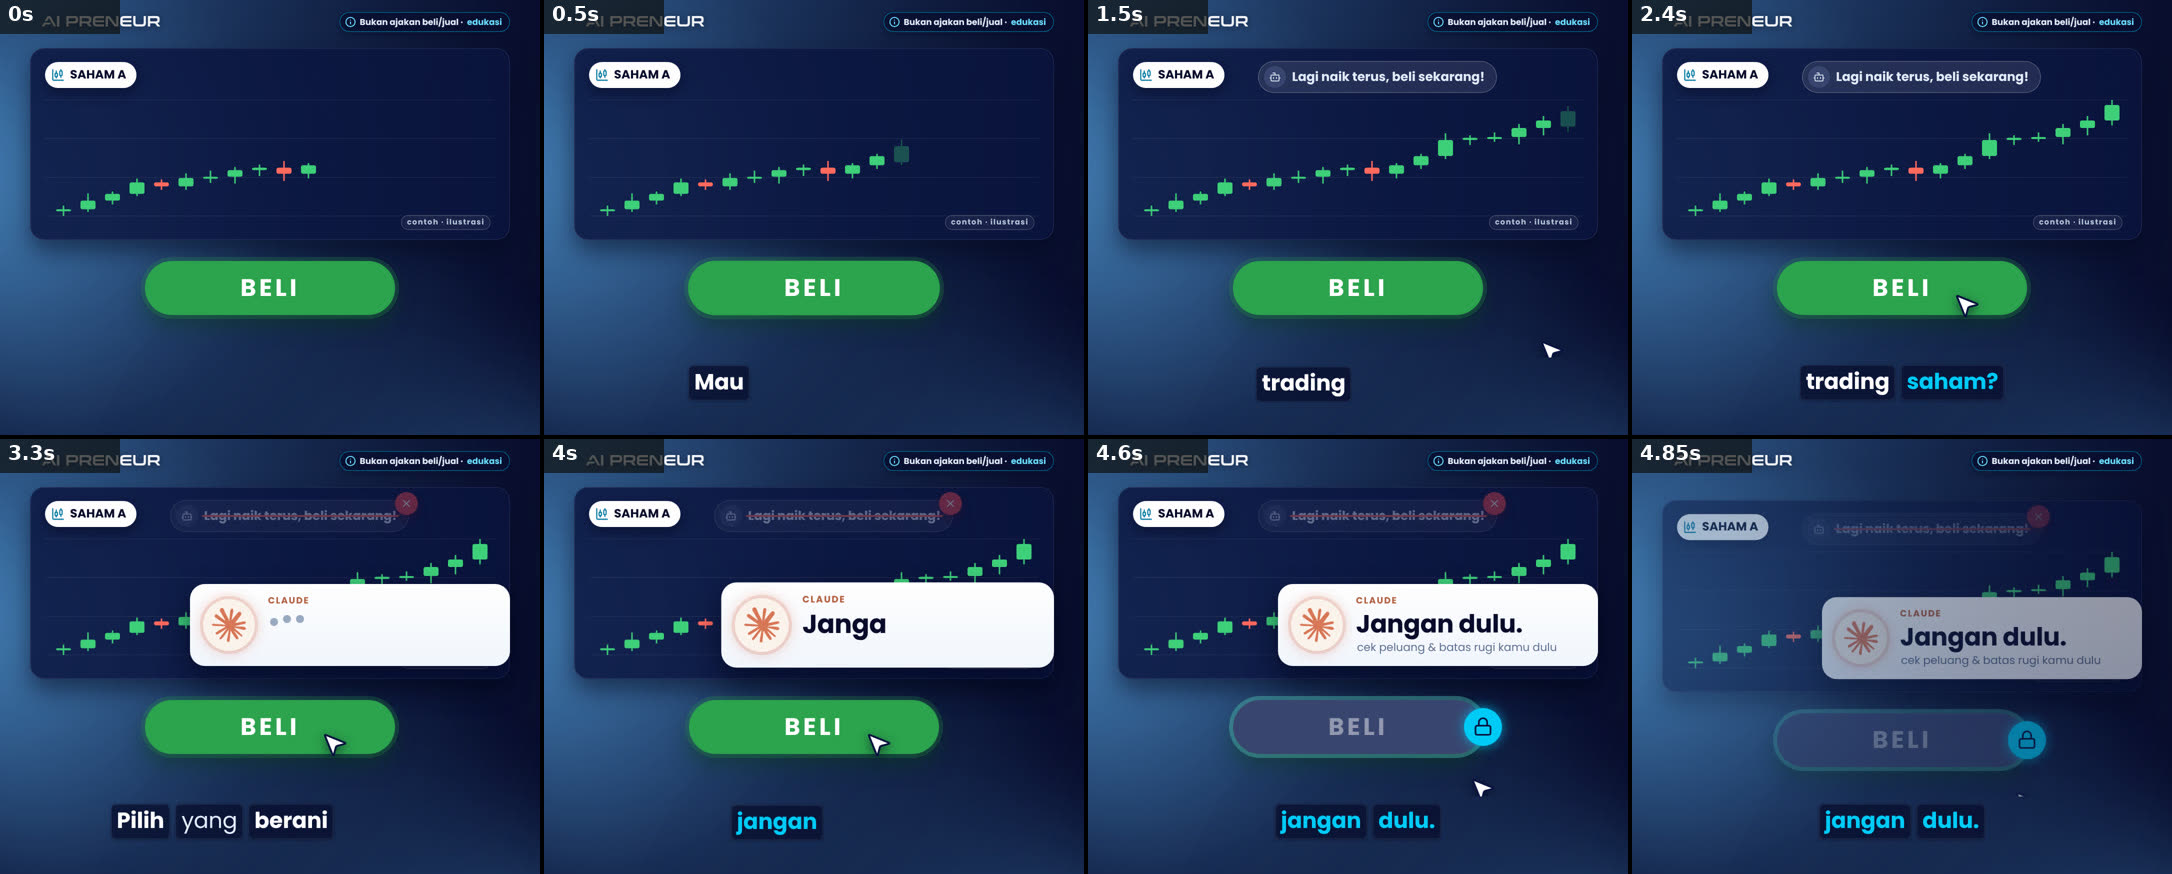 0s
AI PRENEUR
Bukan ajakan beli/jual · edukasi
SAHAM A
contoh · ilustrasi
BELI
0.5s
AI PRENEUR
Bukan ajakan beli/jual · edukasi
SAHAM A
contoh · ilustrasi
BELI
Mau
1.5s
AI PRENEUR
Bukan ajakan beli/jual · edukasi
SAHAM A
Lagi naik terus, beli sekarang!
contoh · ilustrasi
BELI
trading
2.4s
AI PRENEUR
Bukan ajakan beli/jual · edukasi
SAHAM A
Lagi naik terus, beli sekarang!
contoh · ilustrasi
BELI
trading saham?
3.3s
AI PRENEUR
Bukan ajakan beli/jual · edukasi
SAHAM A
Lagi naik terus, beli sekarang!
CLAUDE
BELI
Pilih yang berani
4s
AI PRENEUR
Bukan ajakan beli/jual · edukasi
SAHAM A
Lagi naik terus, beli sekarang!
CLAUDE
Janga
BELI
jangan
4.6s
AI PRENEUR
Bukan ajakan beli/jual · edukasi
SAHAM A
Lagi naik terus, beli sekarang!
CLAUDE
Jangan dulu.
cek peluang & batas rugi kamu dulu
BELI
jangan dulu.
4.85s
AI PRENEUR
Bukan ajakan beli/jual · edukasi
SAHAM A
Lagi naik terus, beli sekarang!
CLAUDE
Jangan dulu.
cek peluang & batas rugi kamu dulu
BELI
jangan dulu.